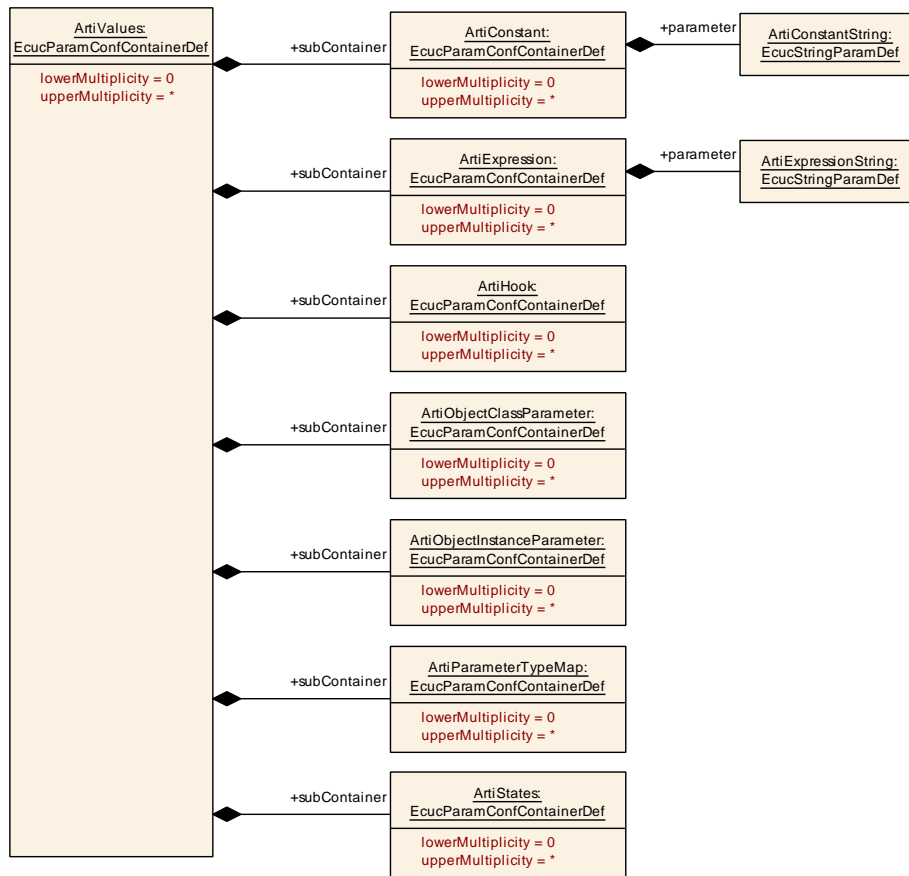 ArtiValues:
EcucParamConfContainerDef
lowerMultiplicity = 0
upperMultiplicity = *
+subContainer
ArtiConstant:
EcucParamConfContainerDef
lowerMultiplicity = 0
upperMultiplicity = *
+parameter
ArtiConstantString:
EcucStringParamDef
+subContainer
ArtiExpression:
EcucParamConfContainerDef
lowerMultiplicity = 0
upperMultiplicity = *
+parameter
ArtiExpressionString:
EcucStringParamDef
+subContainer
ArtiHook:
EcucParamConfContainerDef
lowerMultiplicity = 0
upperMultiplicity = *
+subContainer
ArtiObjectClassParameter:
EcucParamConfContainerDef
lowerMultiplicity = 0
upperMultiplicity = *
+subContainer
ArtiObjectInstanceParameter:
EcucParamConfContainerDef
lowerMultiplicity = 0
upperMultiplicity = *
+subContainer
ArtiParameterTypeMap:
EcucParamConfContainerDef
lowerMultiplicity = 0
upperMultiplicity = *
+subContainer
ArtiStates:
EcucParamConfContainerDef
lowerMultiplicity = 0
upperMultiplicity = *